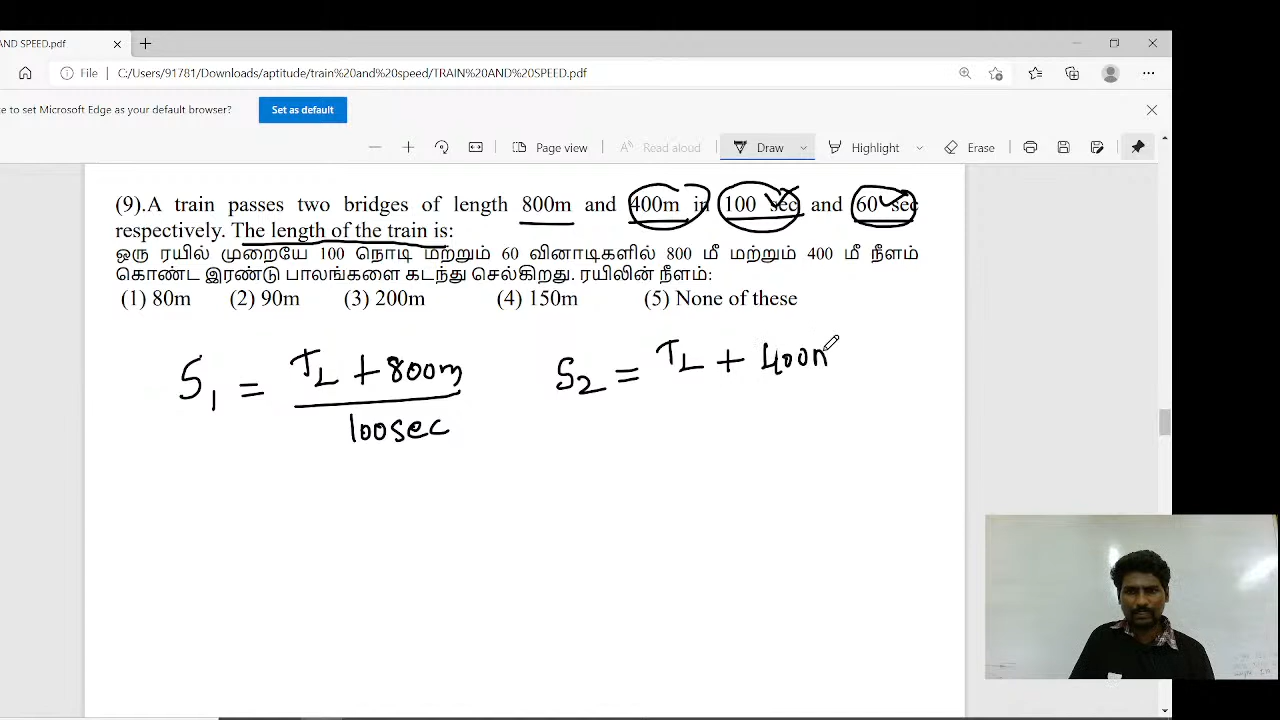 AND SPEED.pdf
File C:/Users/91781/Downloads/aptitude/train%20and%20speed/TRAIN%20AND%20SPEED.pdf
e to set Microsoft Edge as your default browser? Set as default
Page view Read aloud Draw Highlight Erase
(9).A train passes two bridges of length 800m and 400m in 100 sec and 60 sec
respectively. The length of the train is:
ஒரு ரயில் முறையே 100 நொடி மற்றும் 60 வினாடிகளில் 800 மீ மற்றும் 400 மீ நீளம்
கொண்ட இரண்டு பாலங்களை கடந்து செல்கிறது. ரயிலின் நீளம்:
(1) 80m (2) 90m (3) 200m (4) 150m (5) None of these
S1 = TL + 800m S2 = TL + 400m
100sec